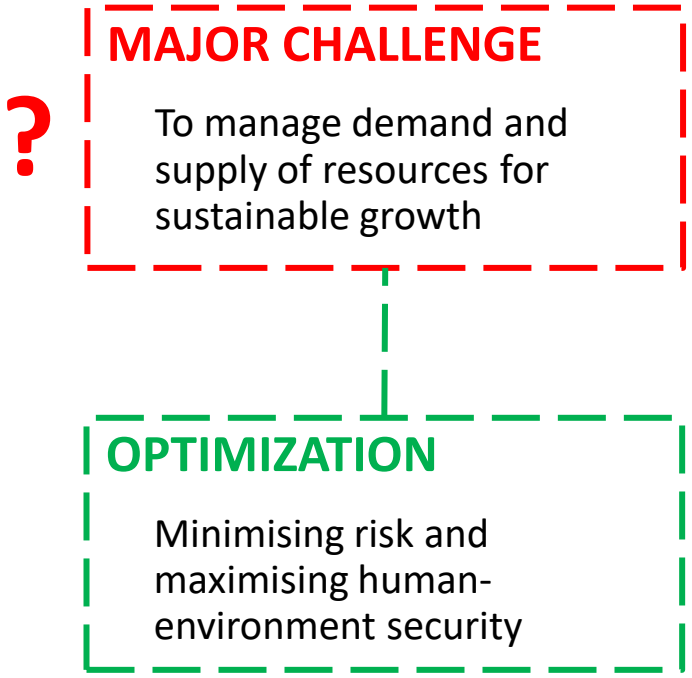 MAJOR CHALLENGE
?
To manage demand and
supply of resources for
sustainable growth
OPTIMIZATION
Minimising risk and
maximising human-
environment security